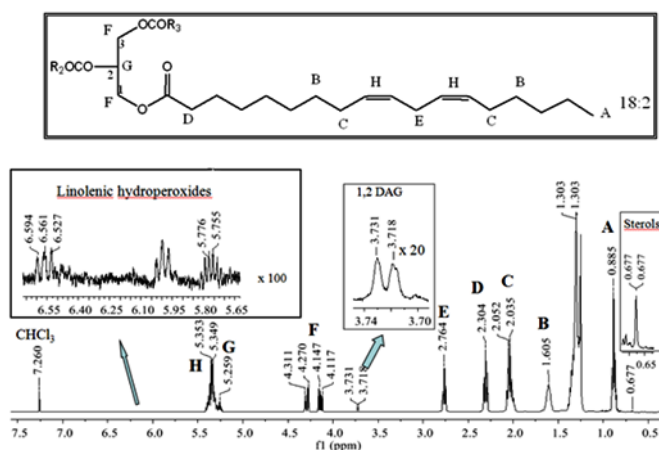 OCOR₃
F
3
R₂OCO
2
G
O
B
H
H
B
F
1
O
18:2
D
C
E
C
A
Linolenic hydroperoxides
6.594
6.561
6.527
5.776
5.755
x 100
6.55 6.40 6.25 6.10 5.95 5.80 5.65
1,2 DAG
3.731
3.718
x 20
3.74 3.70
1.303
1.303
Sterols
0.677
0.677
0.65
A
0.885
CHCl₃
7.260
H
5.353
5.349
G
5.259
F
4.311
4.270
4.147
4.117
3.731
3.718
E
2.764
D
2.304
C
2.052
2.035
B
1.605
0.677
7.5 7.0 6.5 6.0 5.5 5.0 4.5 4.0 3.5 3.0 2.5 2.0 1.5 1.0 0.5
f1 (ppm)